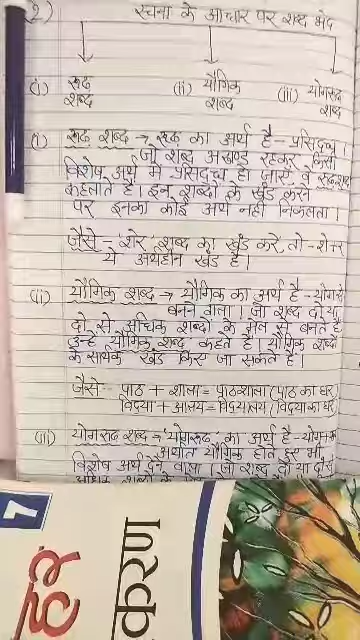 2) रचना के आधार पर शब्द भेद
(i) रूढ़ शब्द (ii) यौगिक शब्द (iii) योगरूढ़ शब्द
(i) रूढ़ शब्द → रूढ़ का अर्थ है - प्रसिद्ध।
जो शब्द अखण्ड रहकर किसी
विशेष अर्थ में प्रसिद्ध हो जाए, वे रूढ़ शब्द
कहलाते हैं। इन शब्दों के खंड करने
पर इनका कोई अर्थ नहीं निकलता।
जैसे - 'शेर' शब्द का खंड करें, तो - शे+र
ये अर्थहीन खंड हैं।
(ii) यौगिक शब्द → यौगिक का अर्थ है - योग से
बनने वाला। जो शब्द दो या
दो से अधिक शब्दों के मेल से बनते हैं
उन्हें यौगिक शब्द कहते हैं। यौगिक शब्दों
के सार्थक खंड किए जा सकते हैं।
जैसे - पाठ + शाला = पाठशाला (पाठ का घर)
विद्या + आलय = विद्यालय (विद्या का घर)
(iii) योगरूढ़ शब्द → 'योगरूढ़' का अर्थ है - योग+रूढ़
अर्थात यौगिक होते हुए भी
विशेष अर्थ देने वाला। जो शब्द दो या दो से
अधिक शब्दों के
7
करण